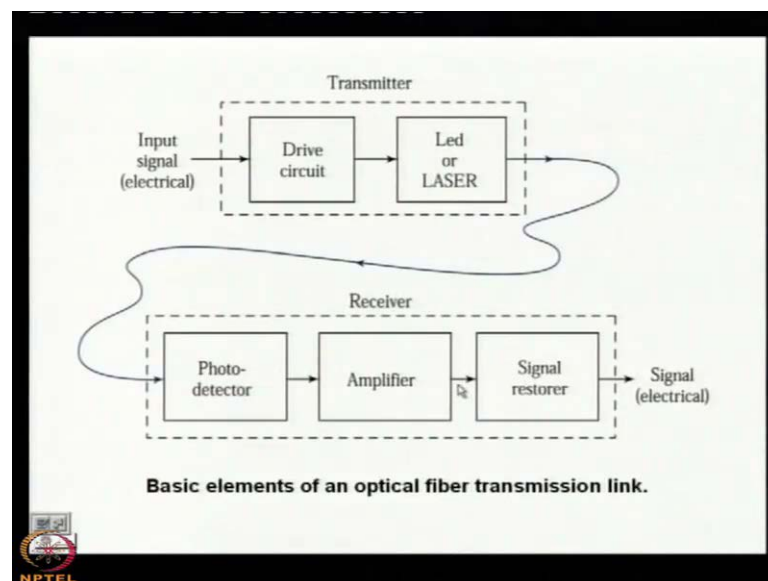 Transmitter
Input
signal
(electrical)
Drive
circuit
Led
or
LASER
Receiver
Photo-
detector
Amplifier
Signal
restorer
Signal
(electrical)
Basic elements of an optical fiber transmission link.
NPTEL